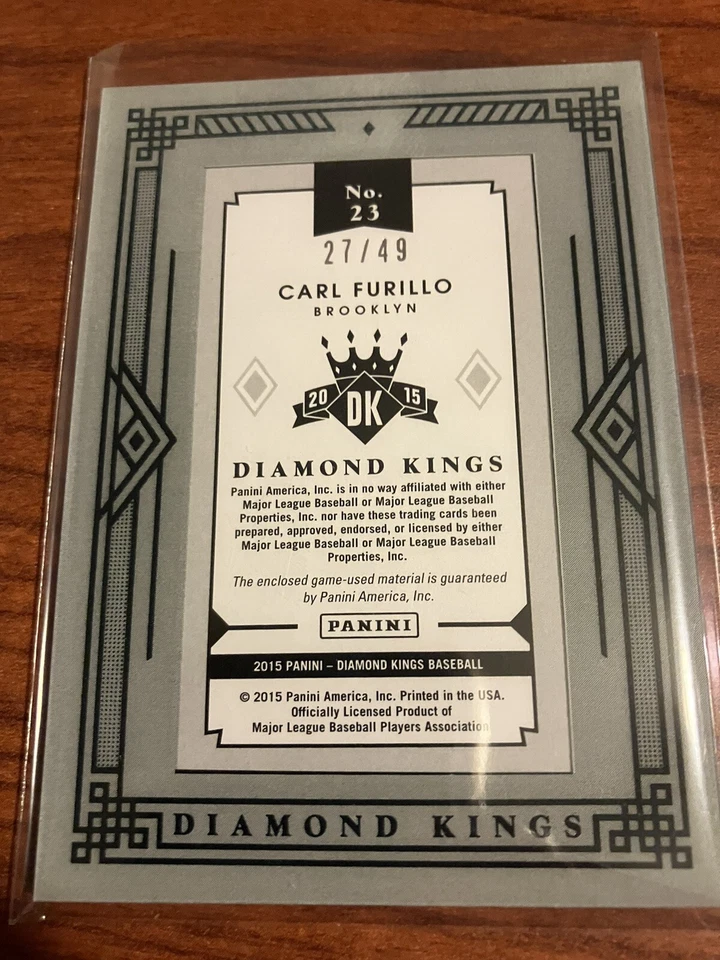 No.
23
27/49
CARL FURILLO
BROOKLYN
20 DK 15
DIAMOND KINGS
Panini America, Inc. is in no way affiliated with either
Major League Baseball or Major League Baseball
Properties, Inc. nor have these trading cards been
prepared, approved, endorsed, or licensed by either
Major League Baseball or Major League Baseball
Properties, Inc.
The enclosed game-used material is guaranteed
by Panini America, Inc.
PANINI
2015 PANINI – DIAMOND KINGS BASEBALL
© 2015 Panini America, Inc. Printed in the USA.
Officially Licensed Product of
Major League Baseball Players Association
DIAMOND KINGS